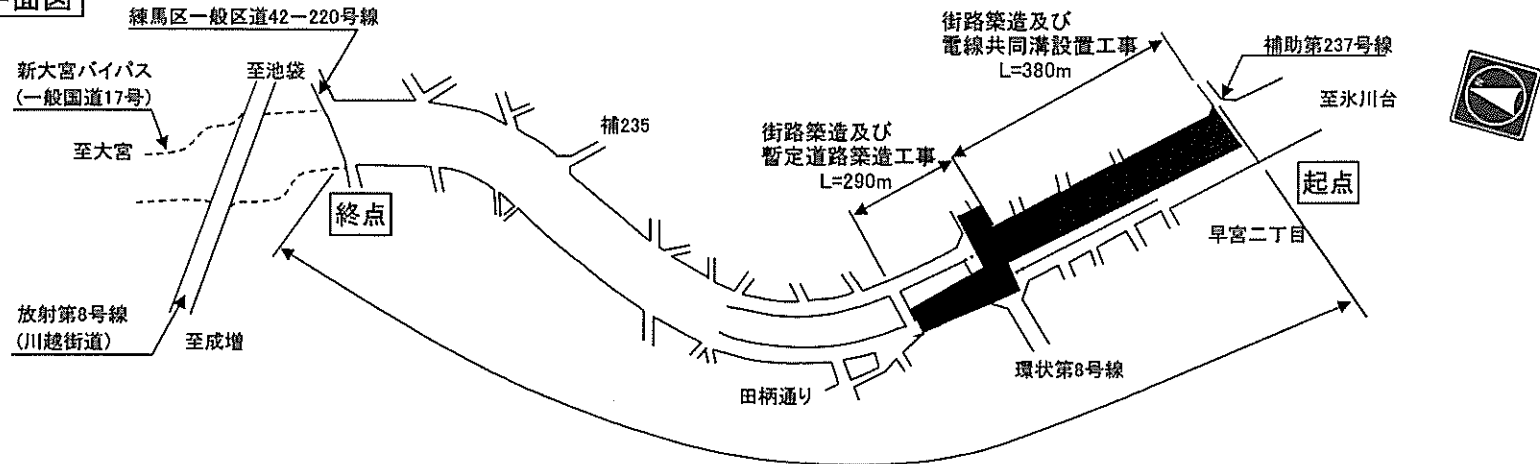 平面図
練馬区一般区道42－220号線
新大宮バイパス
(一般国道17号)
至池袋
至大宮
補235
街路築造及び
電線共同溝設置工事
L=380m
補助第237号線
至氷川台
街路築造及び
暫定道路築造工事
L=290m
終点
起点
早宮二丁目
放射第8号線
(川越街道)
至成増
環状第8号線
田柄通り